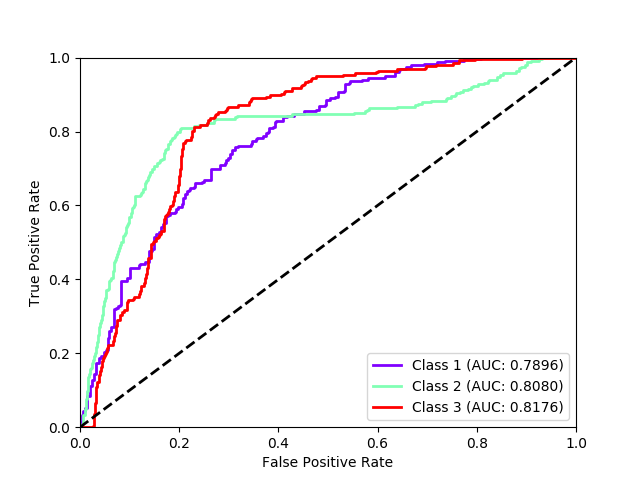 1.0
0.8
0.6
0.4
0.2
0.0
True Positive Rate
0.0 0.2 0.4 0.6 0.8 1.0
False Positive Rate
Class 1 (AUC: 0.7896)
Class 2 (AUC: 0.8080)
Class 3 (AUC: 0.8176)